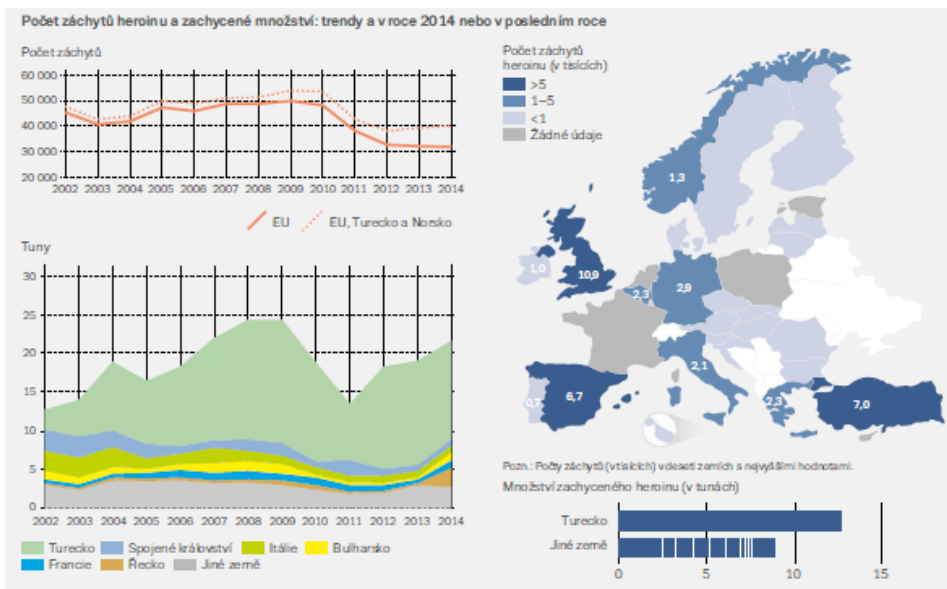 Počet záchytů heroinu a zachycené množství: trendy a v roce 2014 nebo v posledním roce
Počet záchytů
60 000
50 000
40 000
30 000
20 000
2002 2003 2004 2005 2006 2007 2008 2009 2010 2011 2012 2013 2014
EU EU, Turecko a Norsko
Tuny
30
25
20
15
10
5
0
2002 2003 2004 2005 2006 2007 2008 2009 2010 2011 2012 2013 2014
Turecko Spojené království Itálie Bulharsko
Francie Řecko Jiné země
Počet záchytů
heroinu (v tisících)
>5
1–5
<1
Žádné údaje
1,3
1,0
10,9
2,3
2,9
2,1
0,7
6,7
2,3
7,0
Pozn.: Počty záchytů (v tisících) v deseti zemích s nejvyššími hodnotami.
Množství zachyceného heroinu (v tunách)
Turecko
Jiné země
0 5 10 15